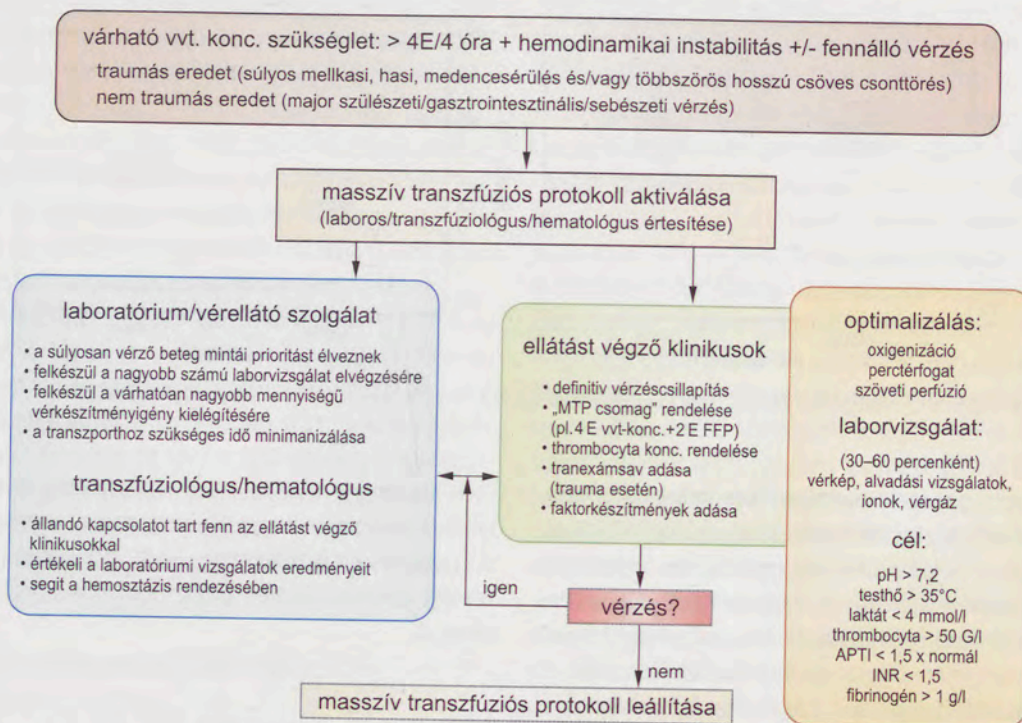 várható vvt. konc. szükséglet: > 4E/4 óra + hemodinamikai instabilitás +/- fennálló vérzés
traumás eredet (súlyos mellkasi, hasi, medencesérülés és/vagy többszörös hosszú csöves csonttörés)
nem traumás eredet (major szülészeti/gasztrointesztinális/sebészeti vérzés)
masszív transzfúziós protokoll aktiválása
(laboros/transzfúziológus/hematológus értesítése)
laboratórium/vérellátó szolgálat
• a súlyosan vérző beteg mintái prioritást élveznek
• felkészül a nagyobb számú laborvizsgálat elvégzésére
• felkészül a várhatóan nagyobb mennyiségű
vérkészítményigény kielégítésére
• a transzporthoz szükséges idő minimanizálása
transzfúziológus/hematológus
• állandó kapcsolatot tart fenn az ellátást végző
klinikusokkal
• értékeli a laboratóriumi vizsgálatok eredményeit
• segit a hemosztázis rendezésében
ellátást végző klinikusok
• definitiv vérzéscsillapítás
• „MTP csomag” rendelése
(pl. 4 E vvt-konc.+2 E FFP)
• thrombocyta konc. rendelése
• tranexámsav adása
(trauma esetén)
• faktorkészítmények adása
optimalizálás:
oxigenizáció
perctérfogat
szöveti perfúzió
laborvizsgálat:
(30–60 percenként)
vérkép, alvadási vizsgálatok,
ionok, vérgáz
cél:
pH > 7,2
testhő > 35°C
laktát < 4 mmol/l
thrombocyta > 50 G/l
APTI < 1,5 x normál
INR < 1,5
fibrinogén > 1 g/l
igen
vérzés?
nem
masszív transzfúziós protokoll leállítása